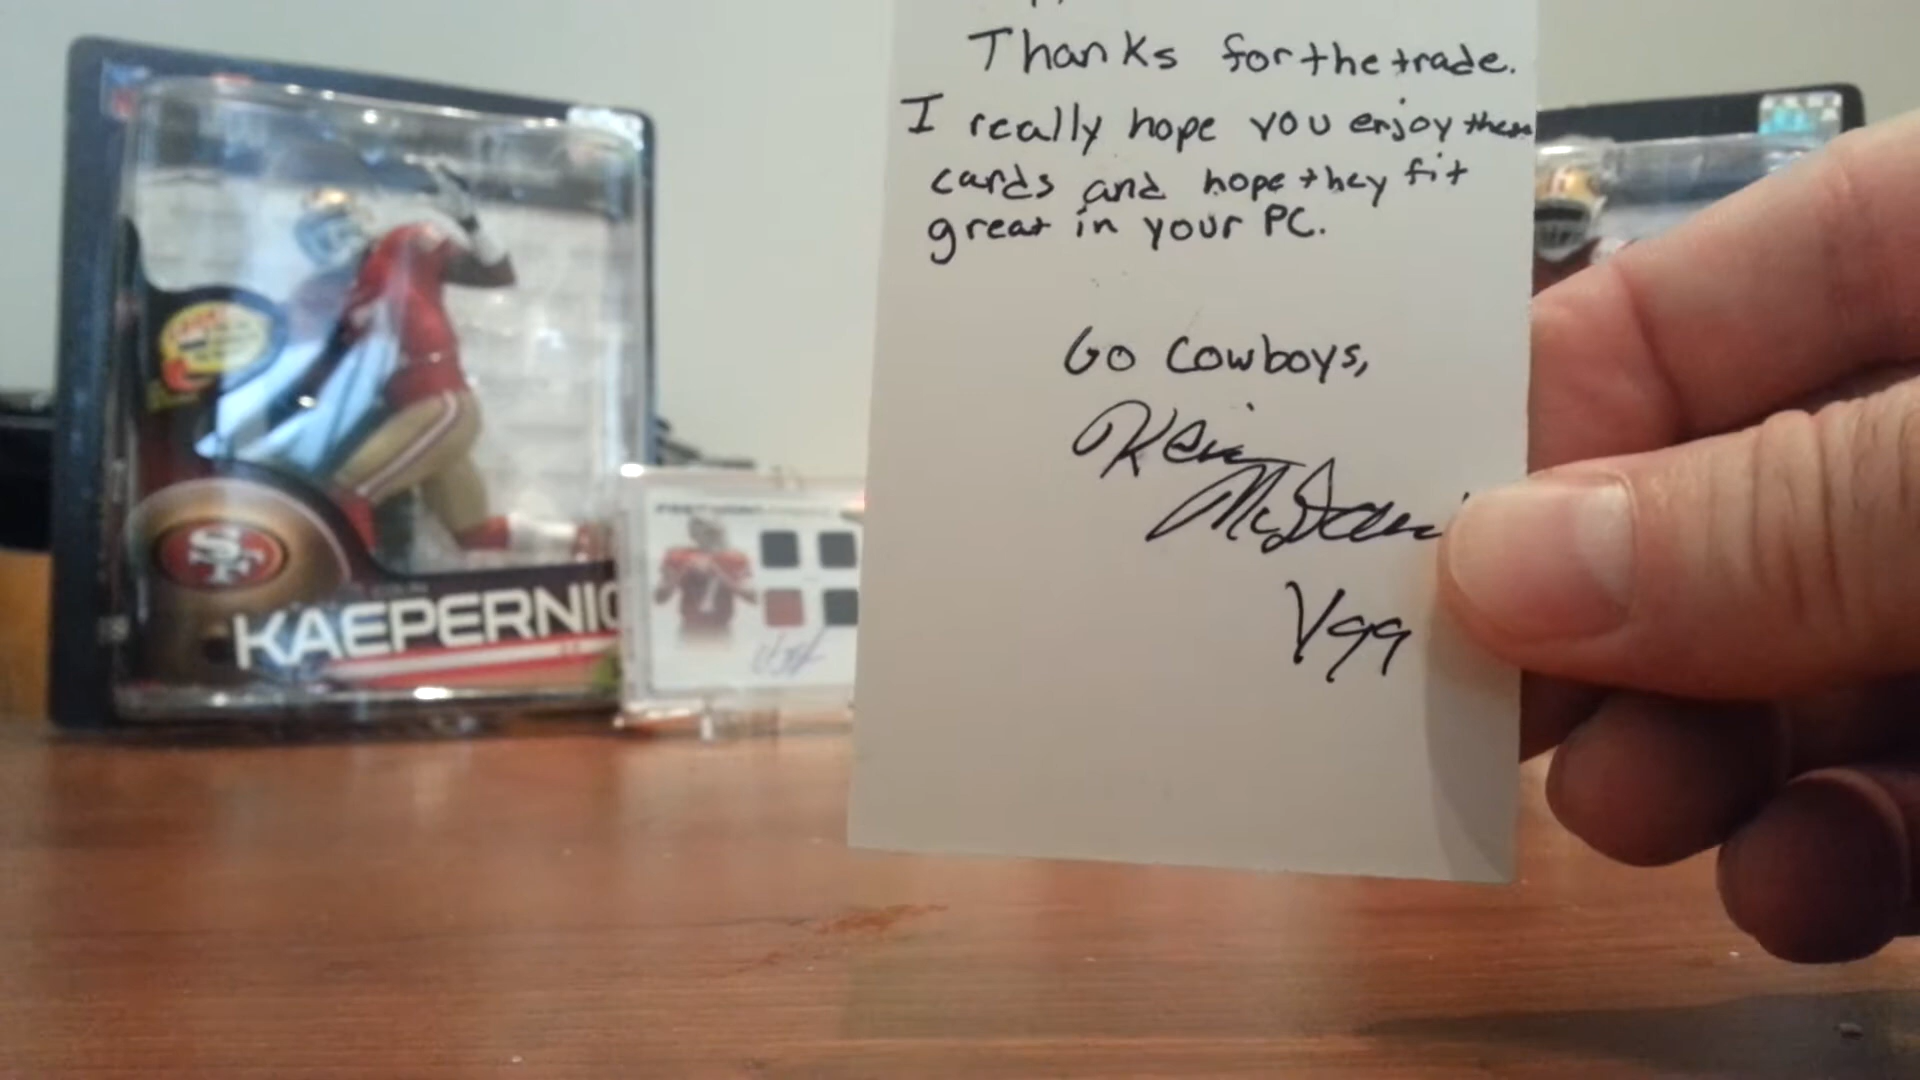 Thanks for the trade.
I really hope you enjoy these
cards and hope they fit
great in your PC.
Go Cowboys,
V99
SF
KAEPERNIC